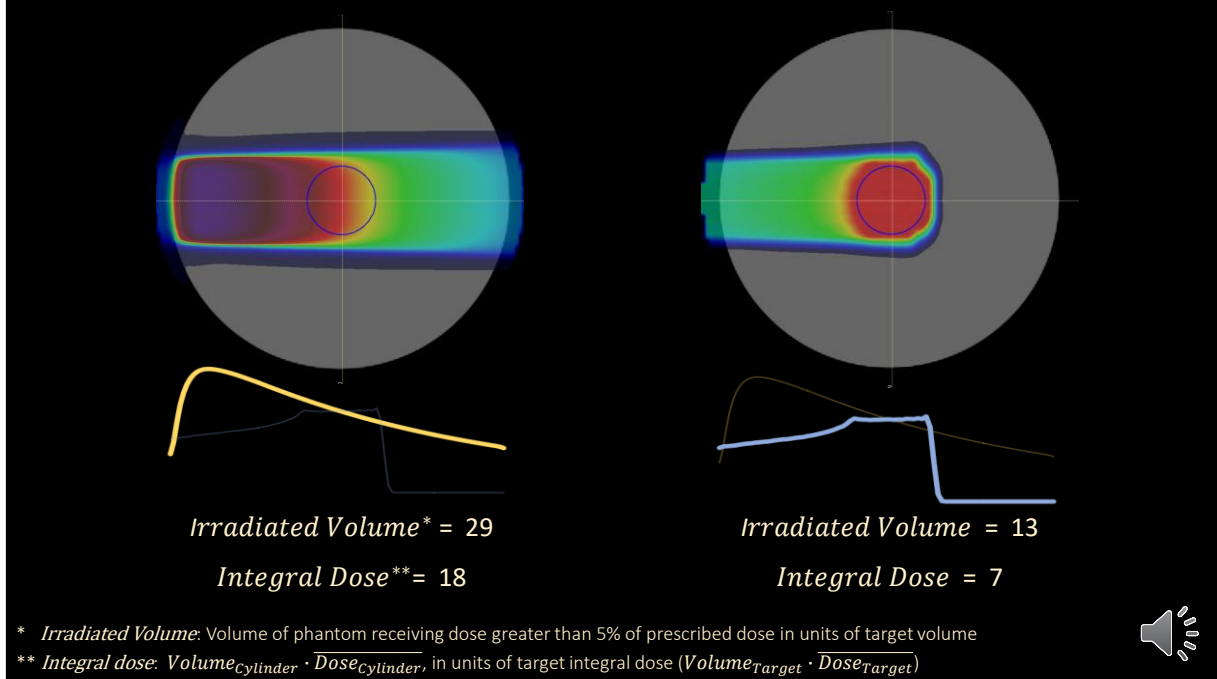 Irradiated Volume* = 29
Irradiated Volume = 13
Integral Dose** = 18
Integral Dose = 7
* Irradiated Volume: Volume of phantom receiving dose greater than 5% of prescribed dose in units of target volume
** Integral dose: Volume_Cylinder · Dose_Cylinder, in units of target integral dose (Volume_Target · Dose_Target)